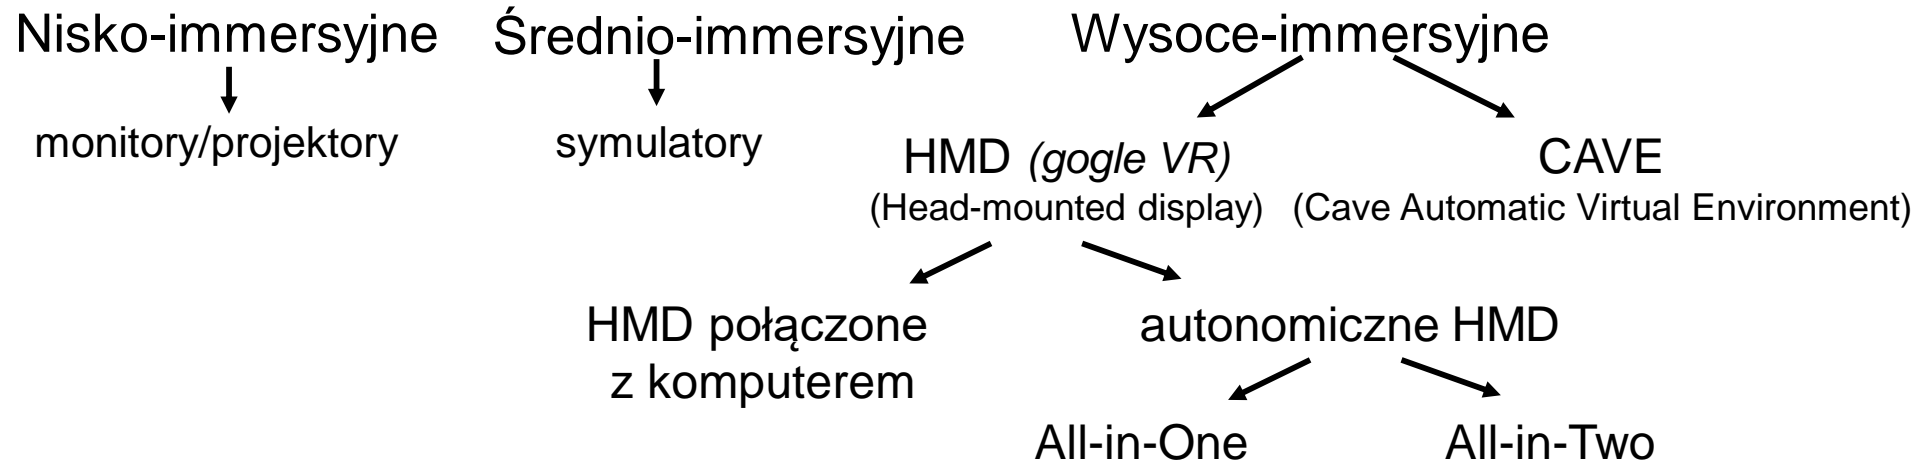 Nisko-immersyjne
Średnio-immersyjne
Wysoce-immersyjne
monitory/projektory
symulatory
HMD (gogle VR)
(Head-mounted display)
CAVE
(Cave Automatic Virtual Environment)
HMD połączone
z komputerem
autonomiczne HMD
All-in-One
All-in-Two